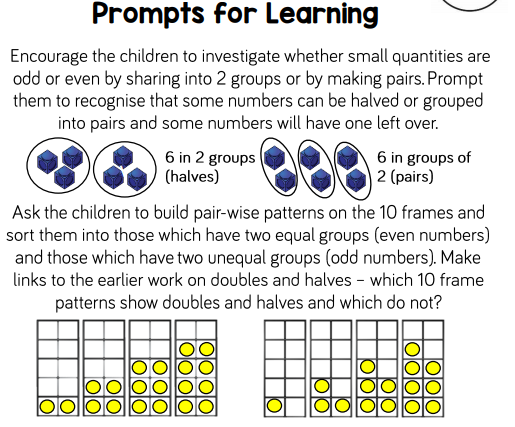 Prompts for Learning
Encourage the children to investigate whether small quantities are
odd or even by sharing into 2 groups or by making pairs. Prompt
them to recognise that some numbers can be halved or grouped
into pairs and some numbers will have one left over.
6 in 2 groups
(halves)
6 in groups of
2 (pairs)
Ask the children to build pair-wise patterns on the 10 frames and
sort them into those which have two equal groups (even numbers)
and those which have two unequal groups (odd numbers). Make
links to the earlier work on doubles and halves – which 10 frame
patterns show doubles and halves and which do not?